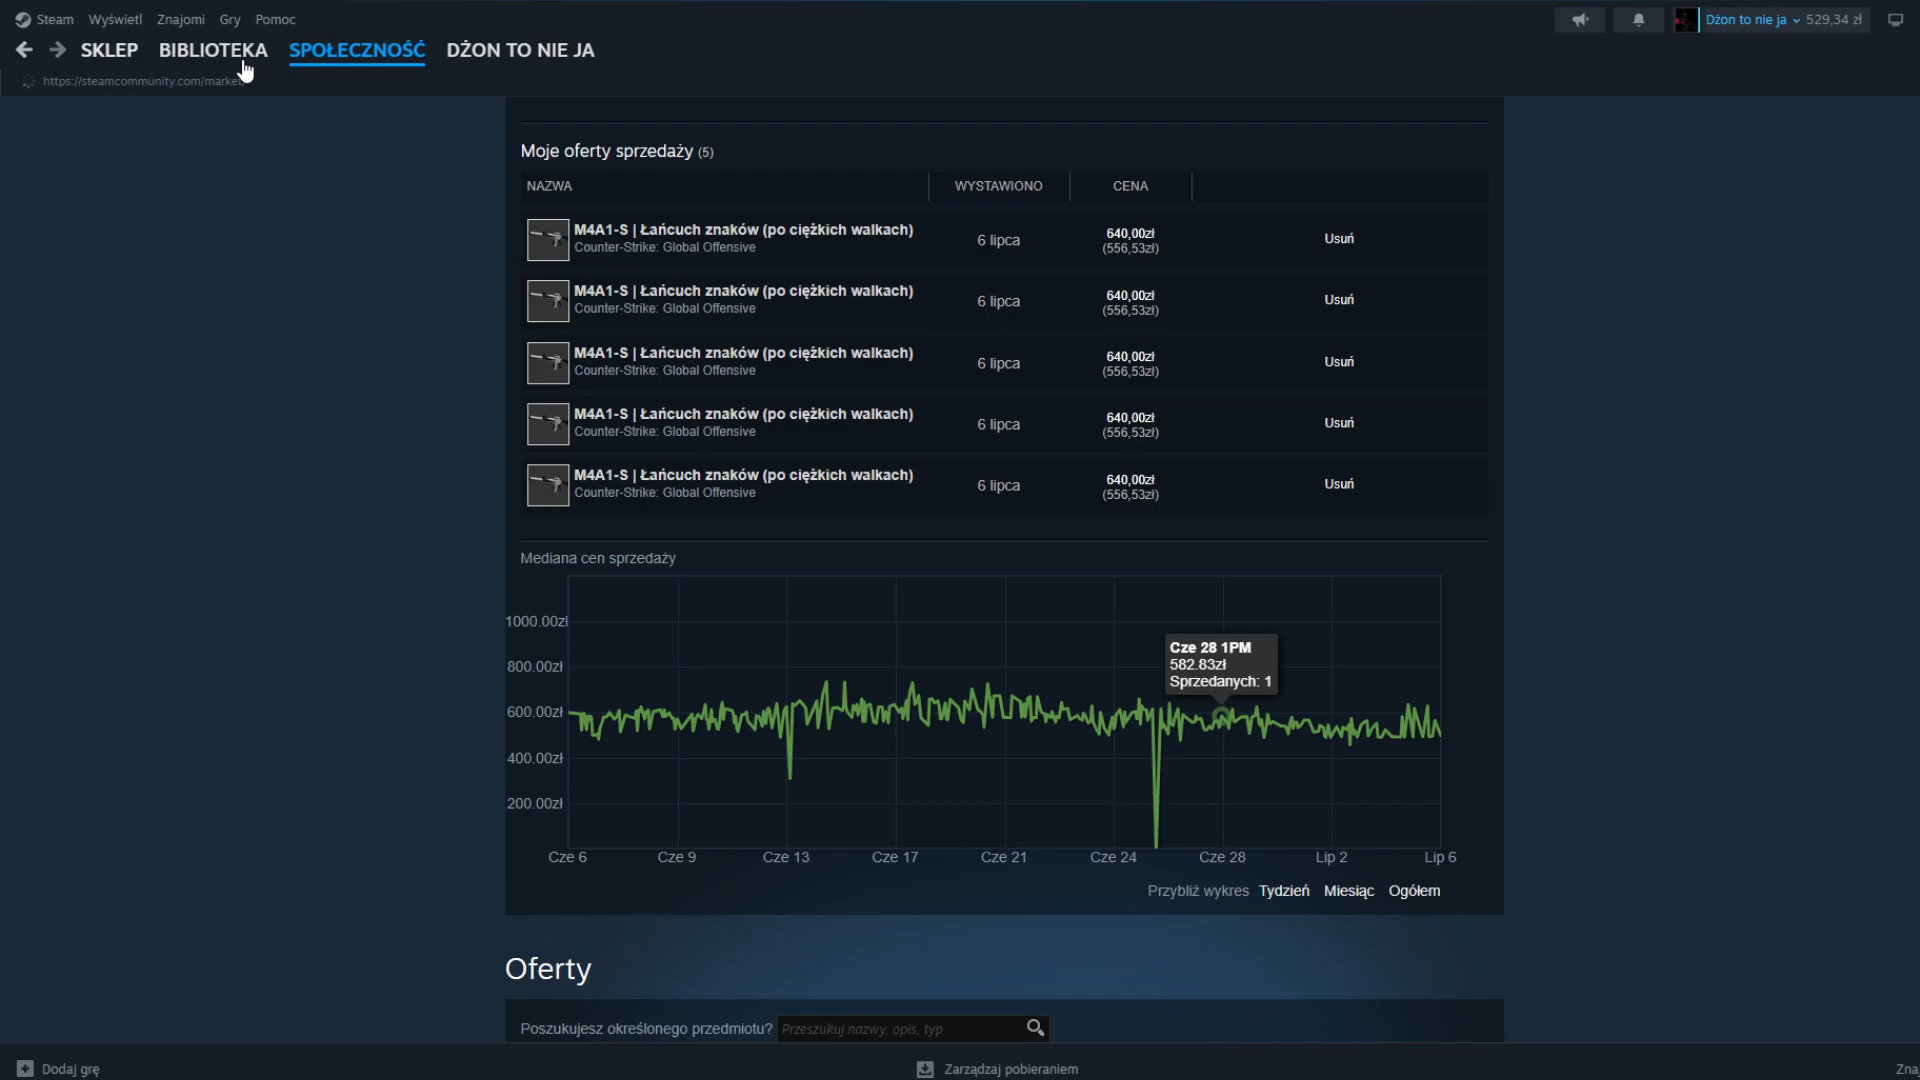 Steam Wyświetl Znajomi Gry Pomoc
Dżon to nie ja 529,34 zł
SKLEP BIBLIOTEKA SPOŁECZNOŚĆ DŻON TO NIE JA
https://steamcommunity.com/market
Moje oferty sprzedaży (5)
NAZWA WYSTAWIONO CENA
M4A1-S | Łańcuch znaków (po ciężkich walkach)
Counter-Strike: Global Offensive
6 lipca
640,00zł
(556,53zł)
Usuń
M4A1-S | Łańcuch znaków (po ciężkich walkach)
Counter-Strike: Global Offensive
6 lipca
640,00zł
(556,53zł)
Usuń
M4A1-S | Łańcuch znaków (po ciężkich walkach)
Counter-Strike: Global Offensive
6 lipca
640,00zł
(556,53zł)
Usuń
M4A1-S | Łańcuch znaków (po ciężkich walkach)
Counter-Strike: Global Offensive
6 lipca
640,00zł
(556,53zł)
Usuń
M4A1-S | Łańcuch znaków (po ciężkich walkach)
Counter-Strike: Global Offensive
6 lipca
640,00zł
(556,53zł)
Usuń
Mediana cen sprzedaży
1000.00zł
800.00zł
600.00zł
400.00zł
200.00zł
Cze 28 1PM
582.83zł
Sprzedanych: 1
Cze 6 Cze 9 Cze 13 Cze 17 Cze 21 Cze 24 Cze 28 Lip 2 Lip 6
Przybliż wykres Tydzień Miesiąc Ogółem
Oferty
Poszukujesz określonego przedmiotu? Przeszukuj nazwy, opis, typ
Dodaj grę Zarządzaj pobieraniem Zna